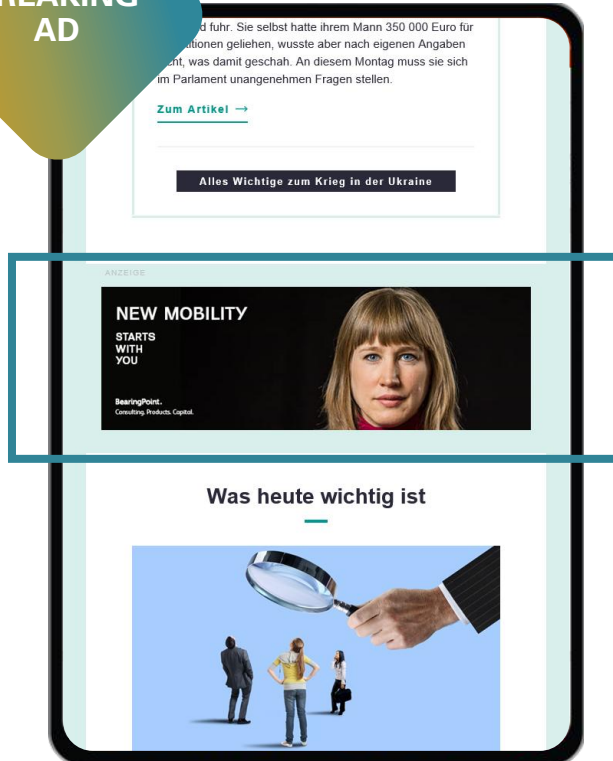 AD
fuhr. Sie selbst hatte ihrem Mann 350 000 Euro für
geliehen, wusste aber nach eigenen Angaben
was damit geschah. An diesem Montag muss sie sich
im Parlament unangenehmen Fragen stellen.
Zum Artikel →
Alles Wichtige zum Krieg in der Ukraine
ANZEIGE
NEW MOBILITY
STARTS
WITH
YOU
BearingPoint.
Consulting. Products. Capital.
Was heute wichtig ist